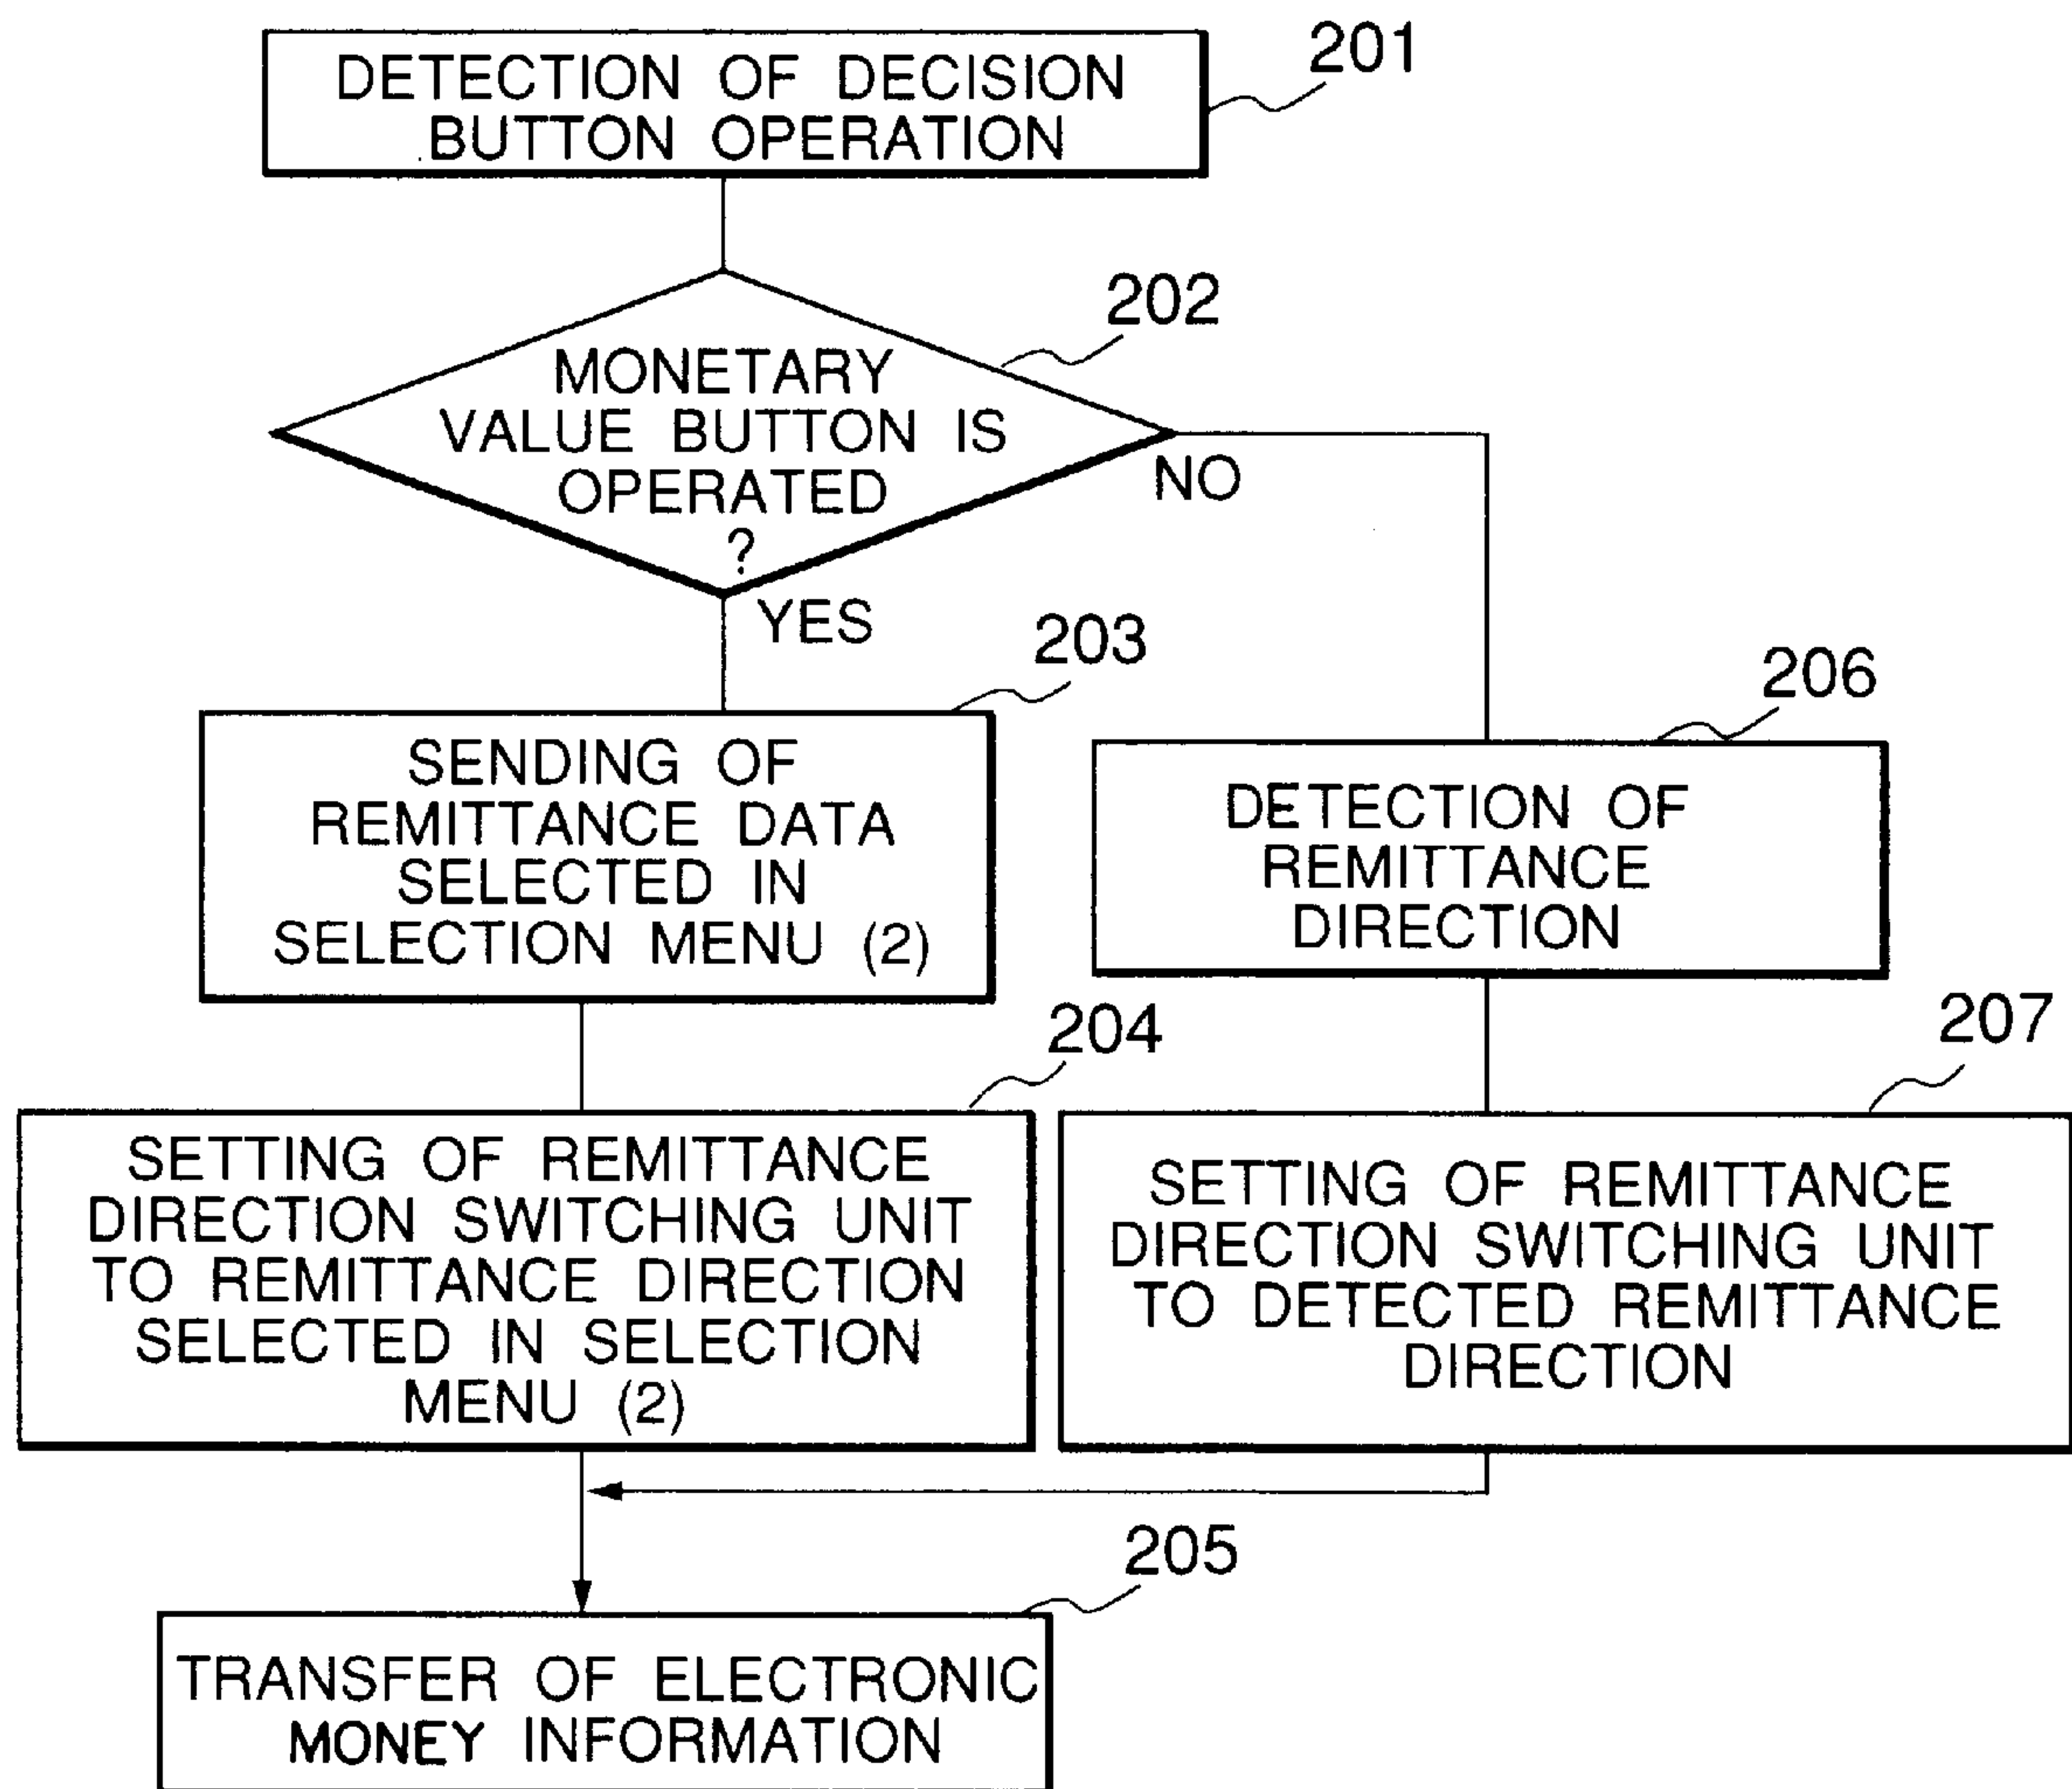 201
DETECTION OF DECISION
BUTTON OPERATION
202
MONETARY
VALUE BUTTON IS
OPERATED
?
NO
YES
203
SENDING OF
REMITTANCE DATA
SELECTED IN
SELECTION MENU (2)
206
DETECTION OF
REMITTANCE
DIRECTION
204
SETTING OF REMITTANCE
DIRECTION SWITCHING UNIT
TO REMITTANCE DIRECTION
SELECTED IN SELECTION
MENU (2)
207
SETTING OF REMITTANCE
DIRECTION SWITCHING UNIT
TO DETECTED REMITTANCE
DIRECTION
205
TRANSFER OF ELECTRONIC
MONEY INFORMATION